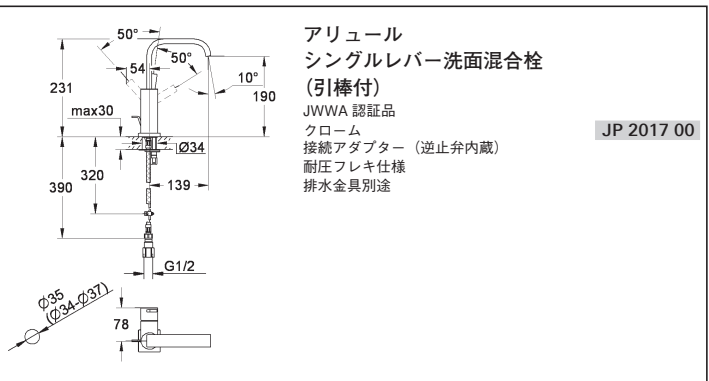 50°
54
50°
10°
231
190
max30
Ø34
320
390
139
G1/2
Ø35
(Ø34-Ø37)
78
アリュール
シングルレバー洗面混合栓
(引棒付)
JWWA 認証品
クローム
接続アダプター（逆止弁内蔵）
耐圧フレキ仕様
排水金具別途
JP 2017 00